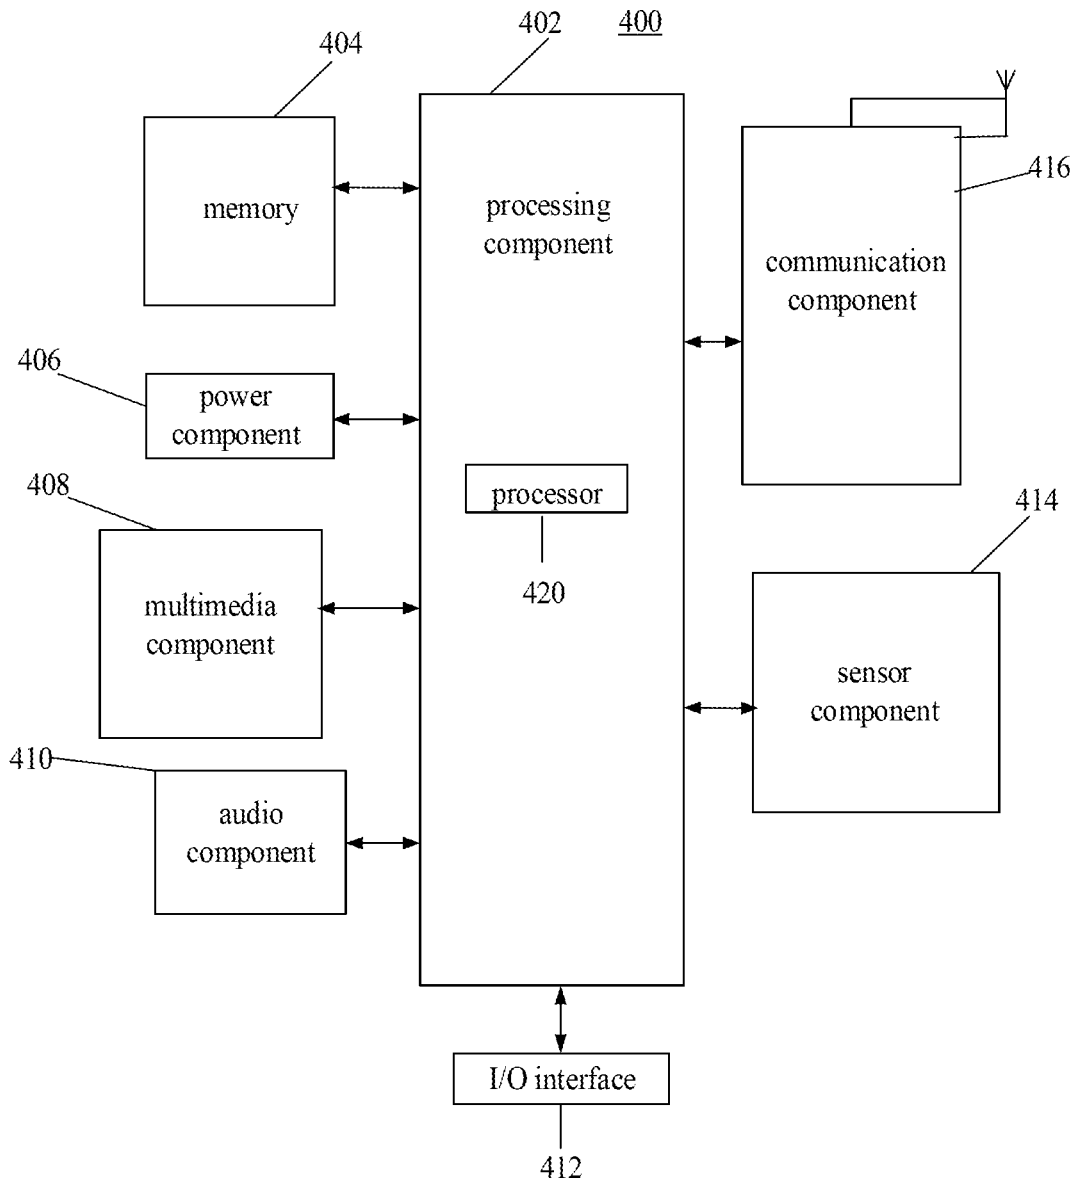 402
400
404
memory
processing
component
416
communication
component
406
power
component
408
processor
420
414
multimedia
component
sensor
component
410
audio
component
I/O interface
412